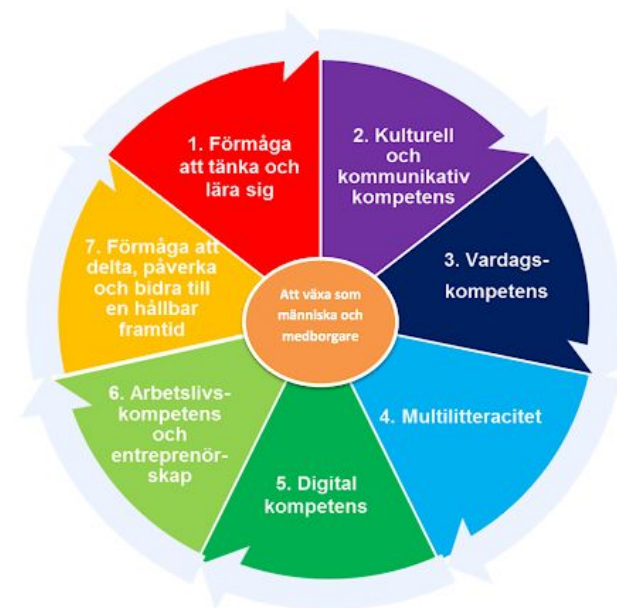 1. Förmåga
att tänka och
lära sig
2. Kulturell
och
kommunikativ
kompetens
3. Vardags-
kompetens
4. Multilitteracitet
5. Digital
kompetens
6. Arbetslivs-
kompetens
och
entreprenör-
skap
7. Förmåga att
delta, påverka
och bidra till
en hållbar
framtid
Att växa som
människa och
medborgare